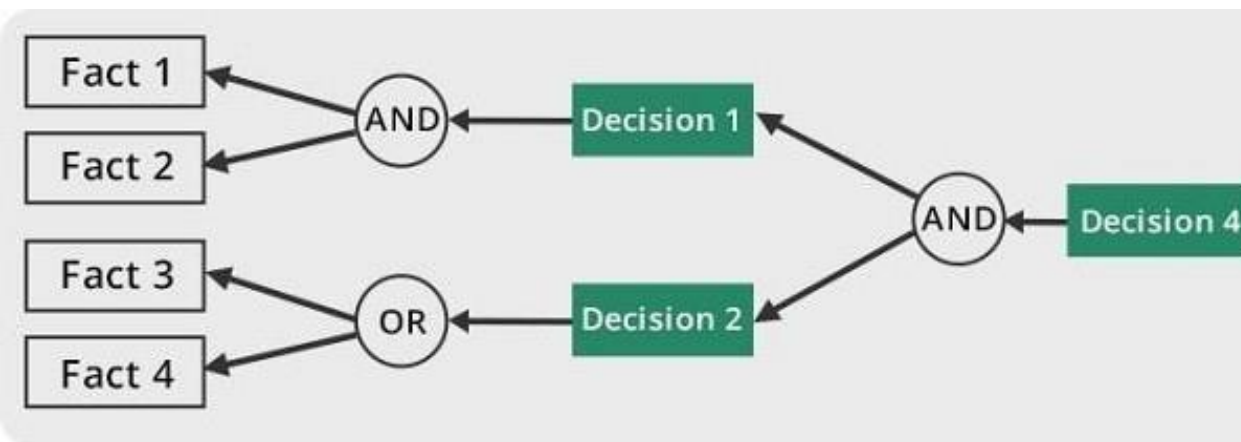 Fact 1
AND
Decision 1
Fact 2
AND
Decision 4
Fact 3
OR
Decision 2
Fact 4